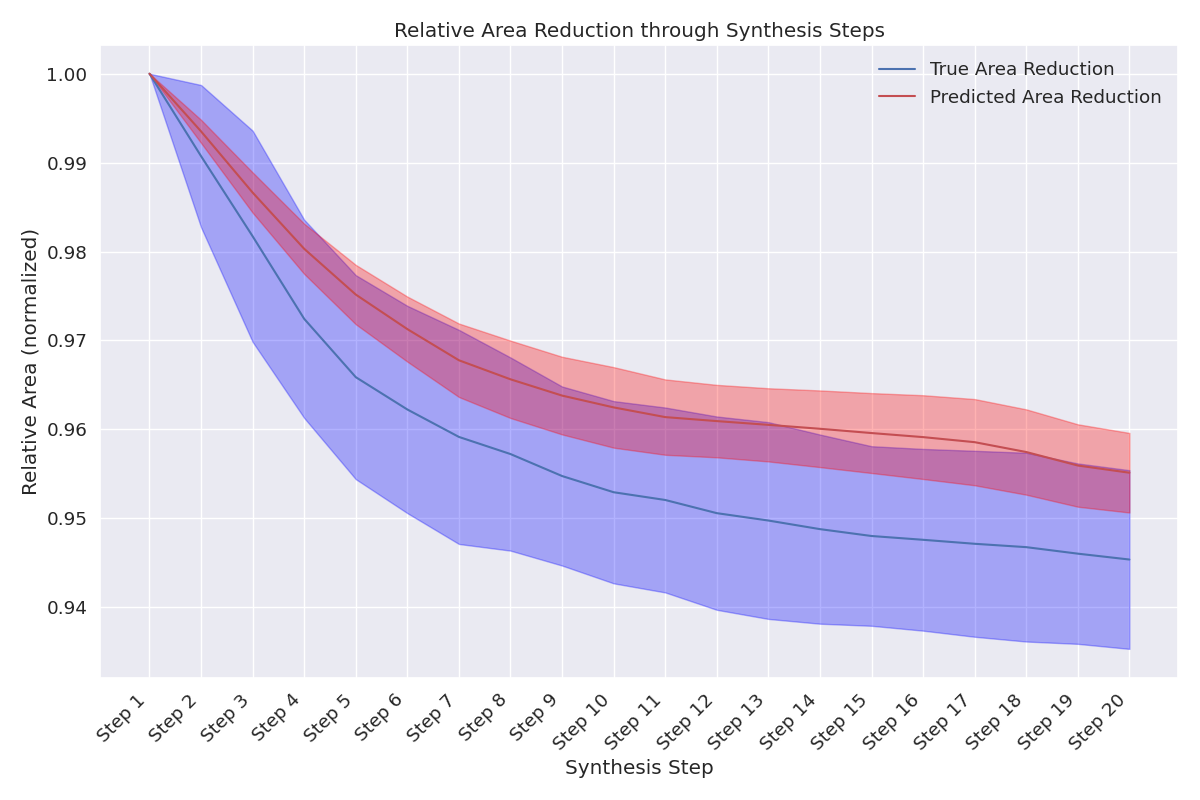 Relative Area Reduction through Synthesis Steps
True Area Reduction
Predicted Area Reduction
Relative Area (normalized)
1.00
0.99
0.98
0.97
0.96
0.95
0.94
Step 1
Step 2
Step 3
Step 4
Step 5
Step 6
Step 7
Step 8
Step 9
Step 10
Step 11
Step 12
Step 13
Step 14
Step 15
Step 16
Step 17
Step 18
Step 19
Step 20
Synthesis Step